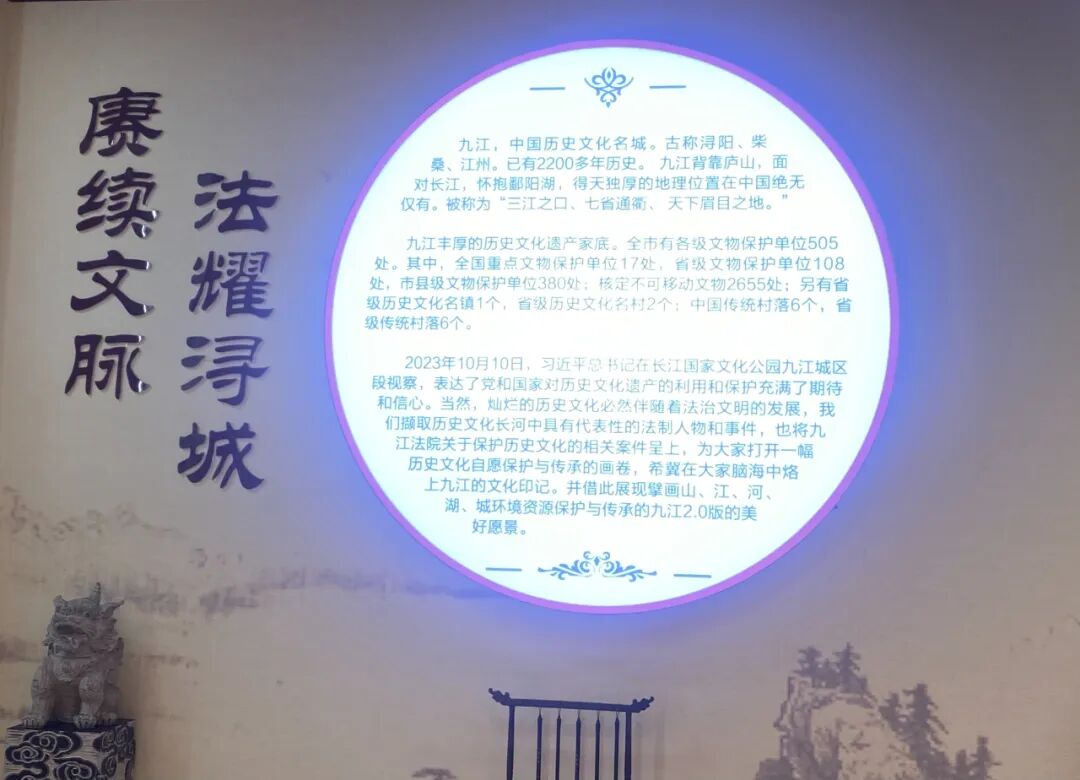 赓续文脉
法耀浔城
九江，中国历史文化名城。古称浔阳、柴
桑、江州。已有2200多年历史。 九江背靠庐山，面
对长江，怀抱鄱阳湖，得天独厚的地理位置在中国绝无
仅有。被称为“三江之口、七省通衢、 天下眉目之地。”
九江丰厚的历史文化遗产家底。全市有各级文物保护单位505
处。其中，全国重点文物保护单位17处，省级文物保护单位108
处，市县级文物保护单位380处；核定不可移动文物2655处；另有省
级历史文化名镇1个，省级历史文化名村2个；中国传统村落6个，省
级传统村落6个。
2023年10月10日，习近平总书记在长江国家文化公园九江城区
段视察，表达了党和国家对历史文化遗产的利用和保护充满了期待
和信心。当然，灿烂的历史文化必然伴随着法治文明的发展，我
们撷取历史文化长河中具有代表性的法制人物和事件，也将九
江法院关于保护历史文化的相关案件呈上，为大家打开一幅
历史文化自愿保护与传承的画卷，希冀在大家脑海中烙
上九江的文化印记。并借此展现擘画山、江、河、
湖、城环境资源保护与传承的九江2.0版的美
好愿景。